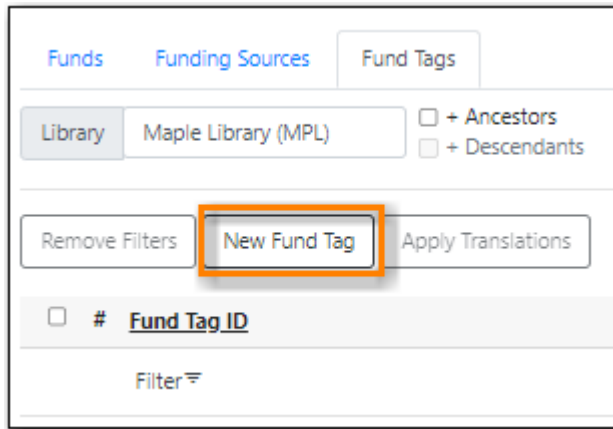 Funds Funding Sources Fund Tags
Library Maple Library (MPL) + Ancestors
+ Descendants
Remove Filters New Fund Tag Apply Translations
# Fund Tag ID
Filter